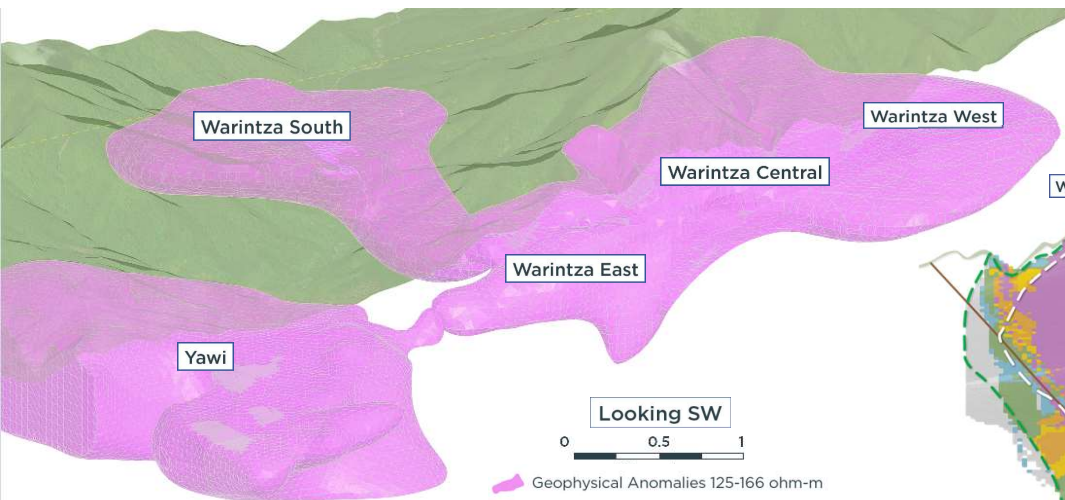 Warintza South
Warintza West
Warintza Central
Warintza East
Yawi
Looking SW
0 0.5 1
Geophysical Anomalies 125-166 ohm-m